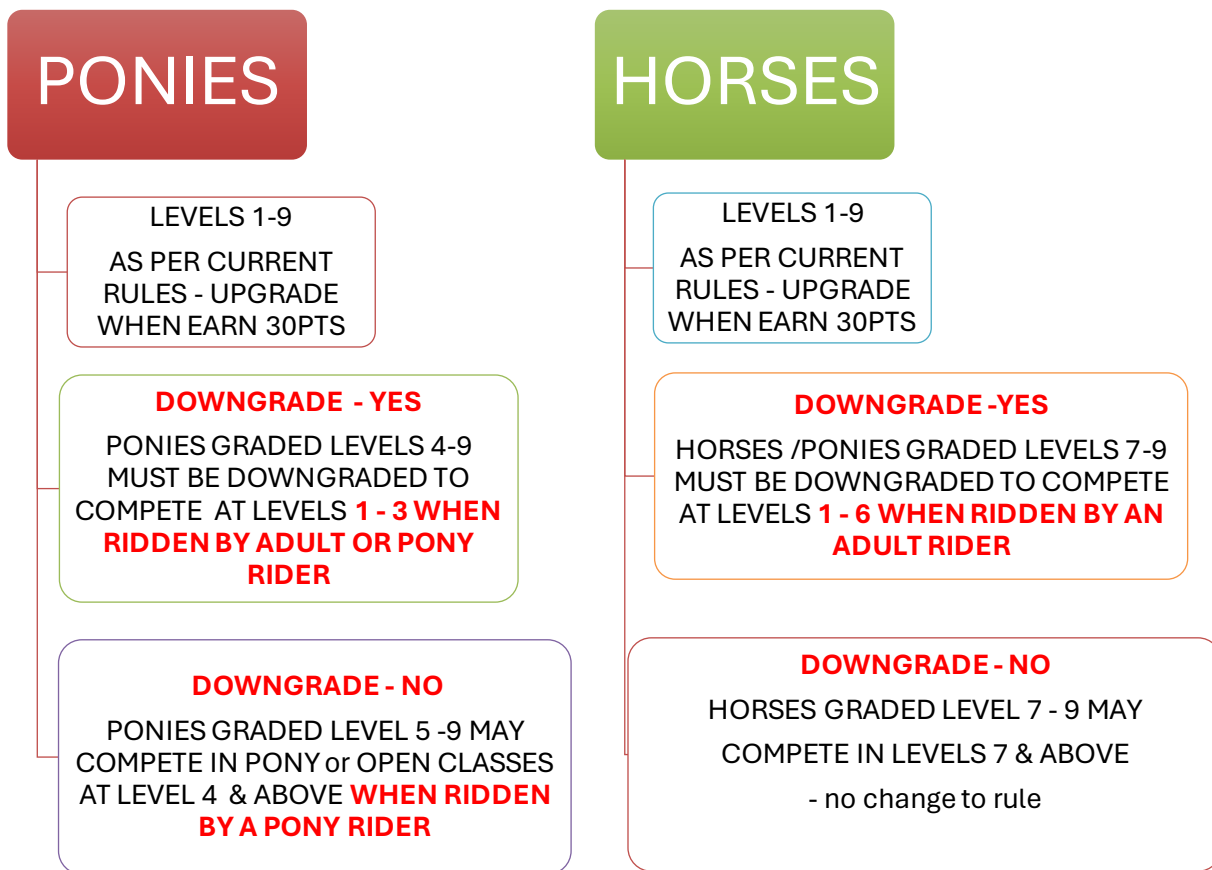 PONIES
LEVELS 1-9
AS PER CURRENT
RULES - UPGRADE
WHEN EARN 30PTS
DOWNGRADE - YES
PONIES GRADED LEVELS 4-9
MUST BE DOWNGRADED TO
COMPETE AT LEVELS 1 - 3 WHEN
RIDDEN BY ADULT OR PONY
RIDER
DOWNGRADE - NO
PONIES GRADED LEVEL 5 -9 MAY
COMPETE IN PONY or OPEN CLASSES
AT LEVEL 4 & ABOVE WHEN RIDDEN
BY A PONY RIDER
HORSES
LEVELS 1-9
AS PER CURRENT
RULES - UPGRADE
WHEN EARN 30PTS
DOWNGRADE -YES
HORSES /PONIES GRADED LEVELS 7-9
MUST BE DOWNGRADED TO COMPETE
AT LEVELS 1 - 6 WHEN RIDDEN BY AN
ADULT RIDER
DOWNGRADE - NO
HORSES GRADED LEVEL 7 - 9 MAY
COMPETE IN LEVELS 7 & ABOVE
- no change to rule